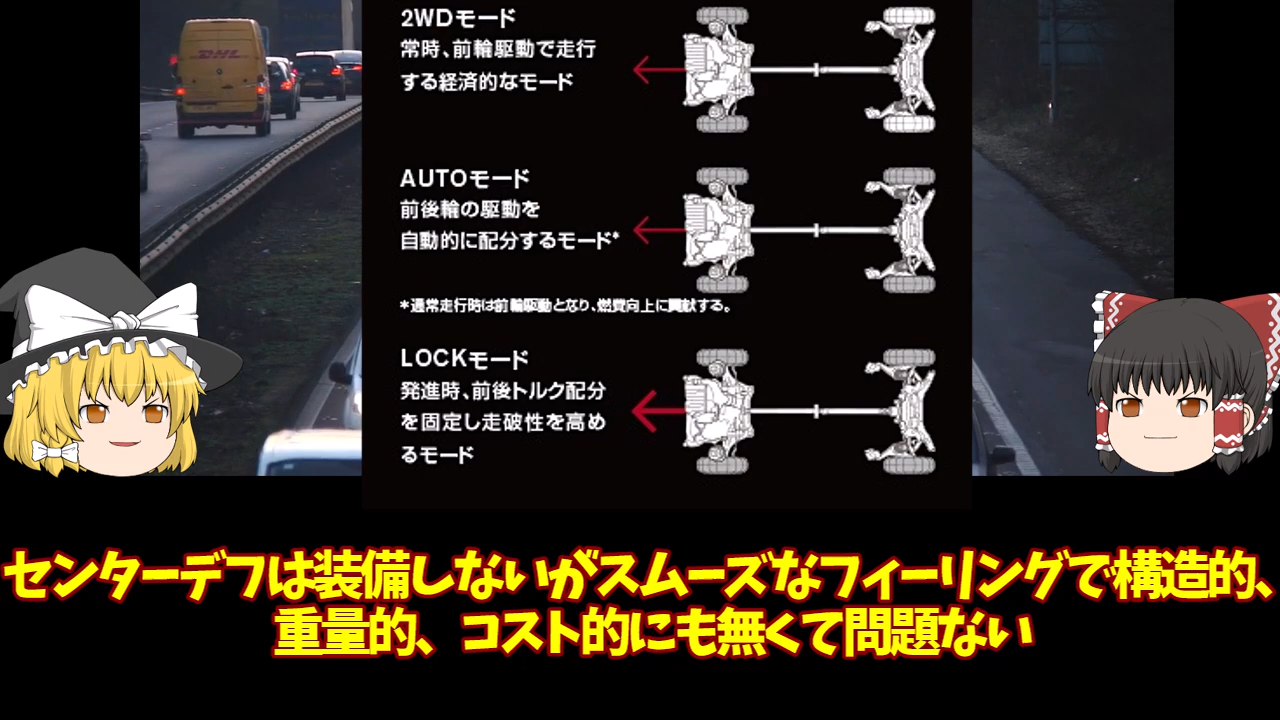 DHL
2WDモード
常時、前輪駆動で走行
する経済的なモード
AUTOモード
前後輪の駆動を
自動的に配分するモード*
*通常走行時は前輪駆動となり、燃費向上に貢献する。
LOCKモード
発進時、前後トルク配分
を固定し走破性を高め
るモード
センターデフは装備しないがスムーズなフィーリングで構造的、
重量的、コスト的にも無くて問題ない